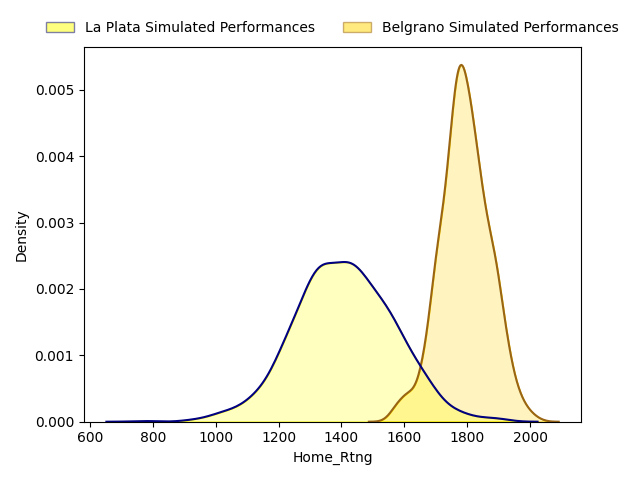 La Plata Simulated Performances
Belgrano Simulated Performances
0.005
0.004
0.003
0.002
0.001
0.000
Density
600 800 1000 1200 1400 1600 1800 2000
Home_Rtng